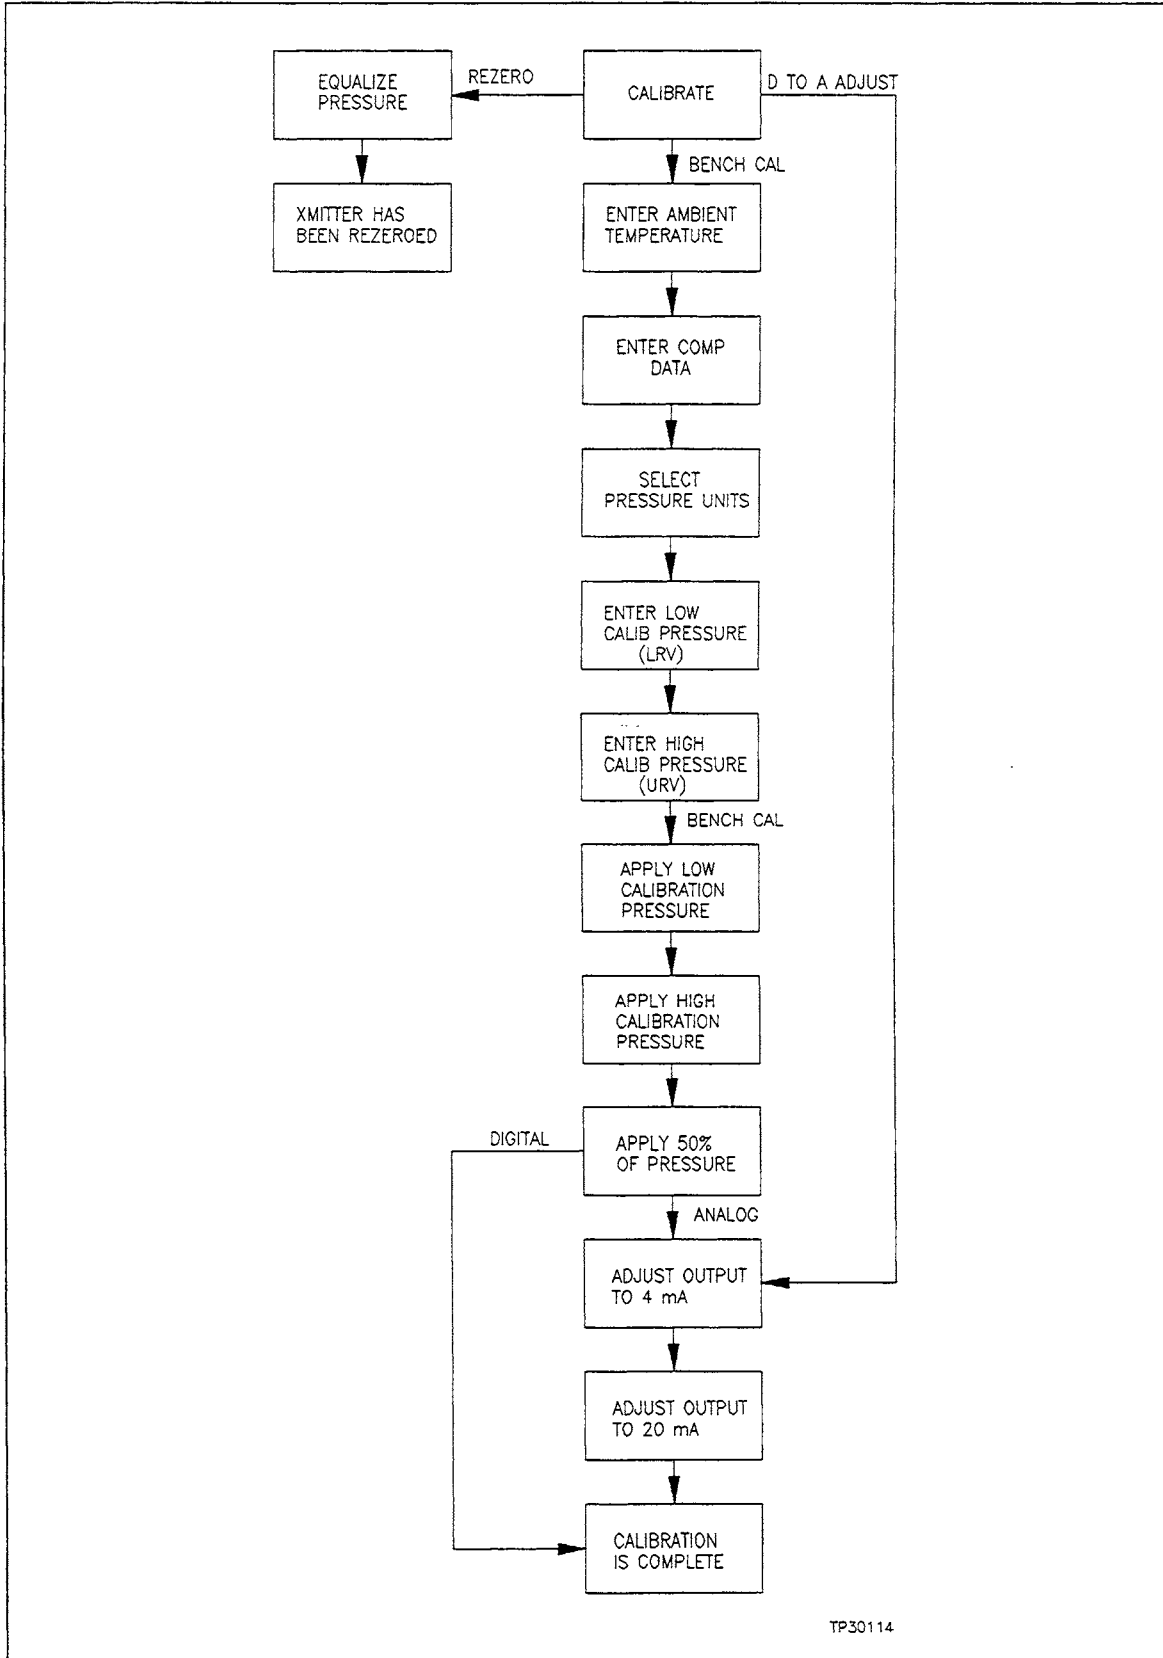 EQUALIZE
PRESSURE
REZERO
CALIBRATE
D TO A ADJUST
BENCH CAL
XMITTER HAS
BEEN REZEROED
ENTER AMBIENT
TEMPERATURE
ENTER COMP
DATA
SELECT
PRESSURE UNITS
ENTER LOW
CALIB PRESSURE
(LRV)
ENTER HIGH
CALIB PRESSURE
(URV)
BENCH CAL
APPLY LOW
CALIBRATION
PRESSURE
APPLY HIGH
CALIBRATION
PRESSURE
DIGITAL
APPLY 50%
OF PRESSURE
ANALOG
ADJUST OUTPUT
TO 4 mA
ADJUST OUTPUT
TO 20 mA
CALIBRATION
IS COMPLETE
TP30114